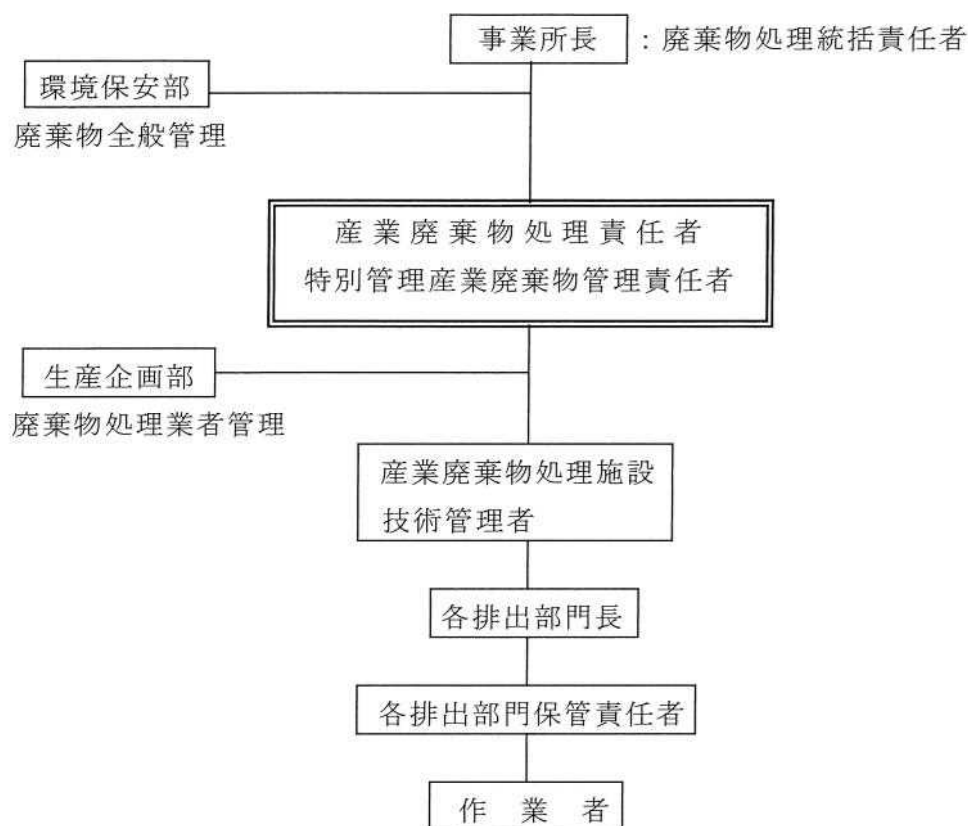 事業所長 ：廃棄物処理統括責任者
環境保安部
廃棄物全般管理
産業廃棄物処理責任者
特別管理産業廃棄物管理責任者
生産企画部
廃棄物処理業者管理
産業廃棄物処理施設
技術管理者
各排出部門長
各排出部門保管責任者
作業者